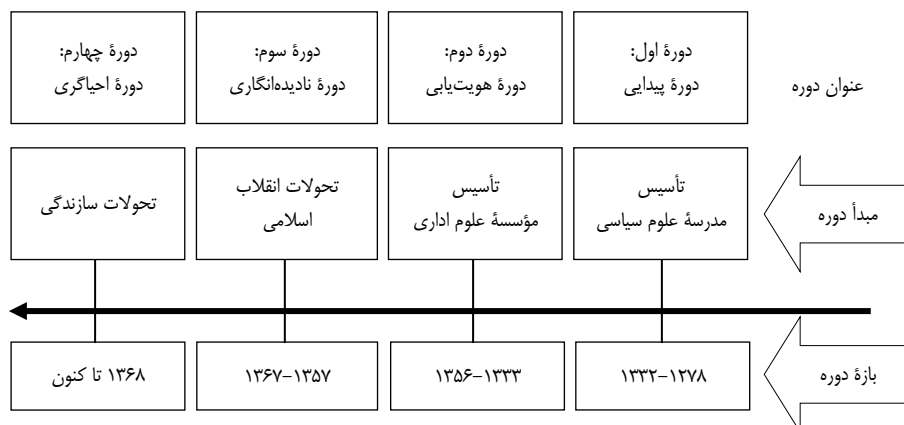 عنوان دوره
دورهٔ اول:
دورهٔ پیدایی
دورهٔ دوم:
دورهٔ هویت‌یابی
دورهٔ سوم:
دورهٔ نادیده‌انگاری
دورهٔ چهارم:
دورهٔ احیاگری
مبدأ دوره
تأسیس
مدرسهٔ علوم سیاسی
تأسیس
مؤسسهٔ علوم اداری
تحولات انقلاب
اسلامی
تحولات سازندگی
بازهٔ دوره
۱۲۷۸–۱۳۳۲
۱۳۳۳–۱۳۵۶
۱۳۵۷–۱۳۶۷
۱۳۶۸ تا کنون